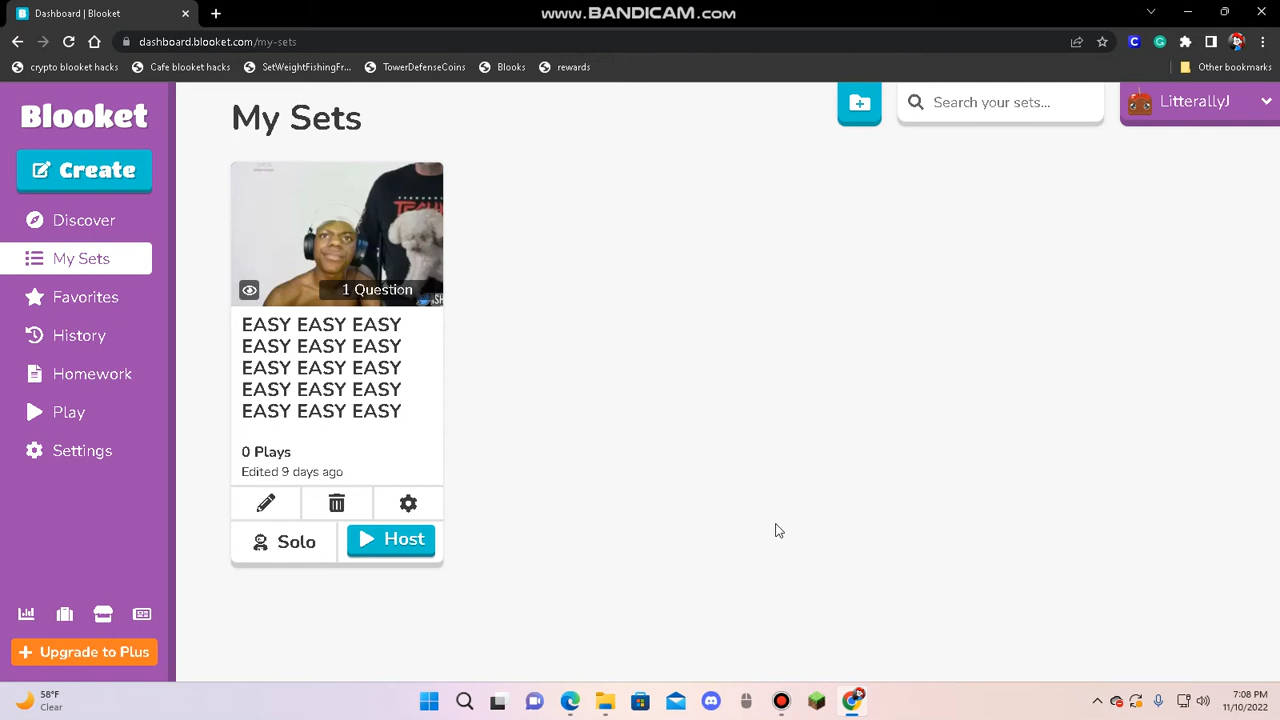 Dashboard | Blooket
www.BANDICAM.com
dashboard.blooket.com/my-sets
crypto blooket hacks
Cafe blooket hacks
SetWeightFishingFr...
TowerDefenseCoins
Blooks
rewards
Other bookmarks
Blooket
My Sets
Search your sets...
LitterallyJ
Create
Discover
My Sets
Favorites
History
Homework
Play
Settings
1 Question
EASY EASY EASY
EASY EASY EASY
EASY EASY EASY
EASY EASY EASY
EASY EASY EASY
0 Plays
Edited 9 days ago
Solo
Host
Upgrade to Plus
58°F
Clear
7:08 PM
11/10/2022